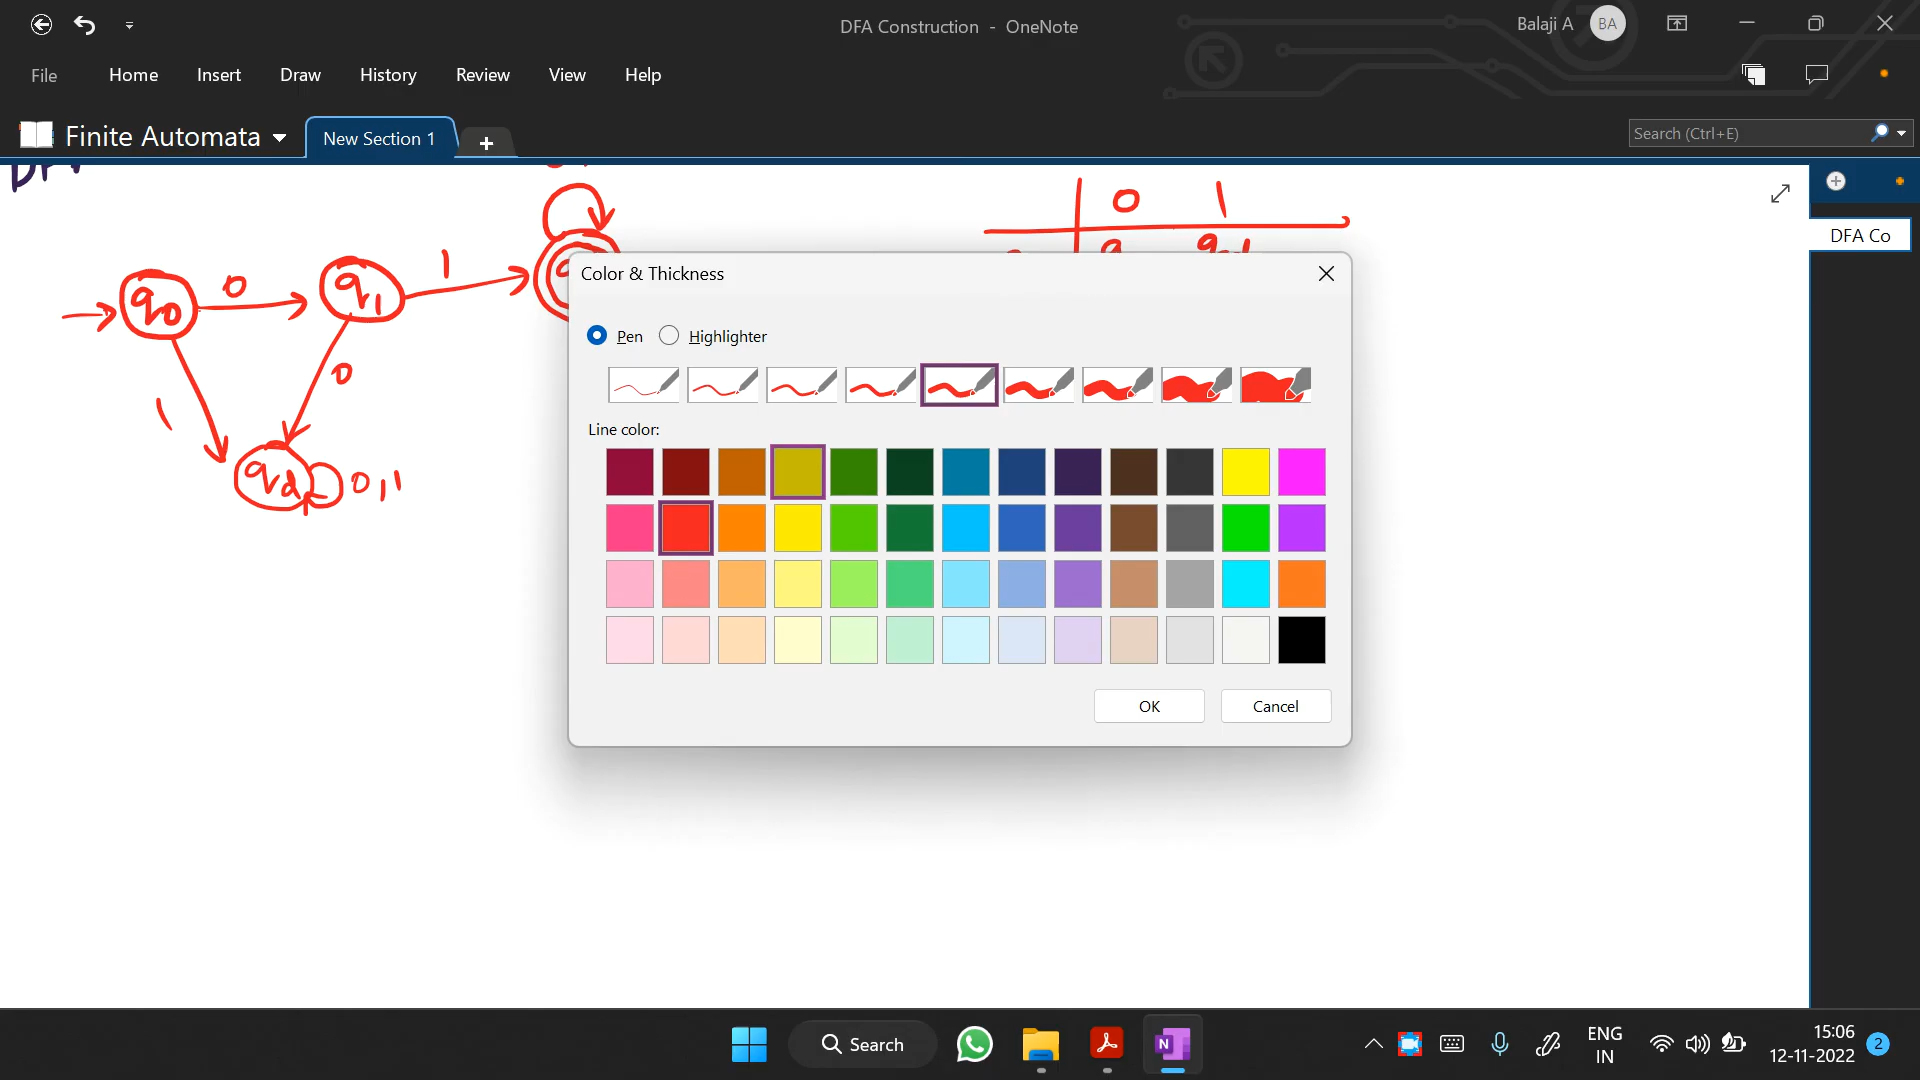 DFA Construction - OneNote
Balaji A
BA
File
Home
Insert
Draw
History
Review
View
Help
Finite Automata
New Section 1
+
Search (Ctrl+E)
DFA Co
0 1
q0
0
q1
1
0
1
qd
0,1
q qd
Color & Thickness
Pen
Highlighter
Line color:
OK
Cancel
Search
N
ENG
IN
15:06
12-11-2022
2